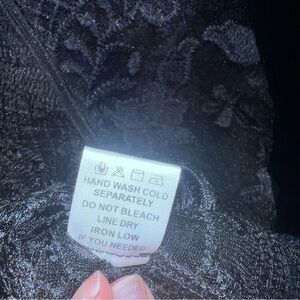 HAND WASH COLD
SEPARATELY
DO NOT BLEACH
LINE DRY
IRON LOW
IF YOU NEEDED